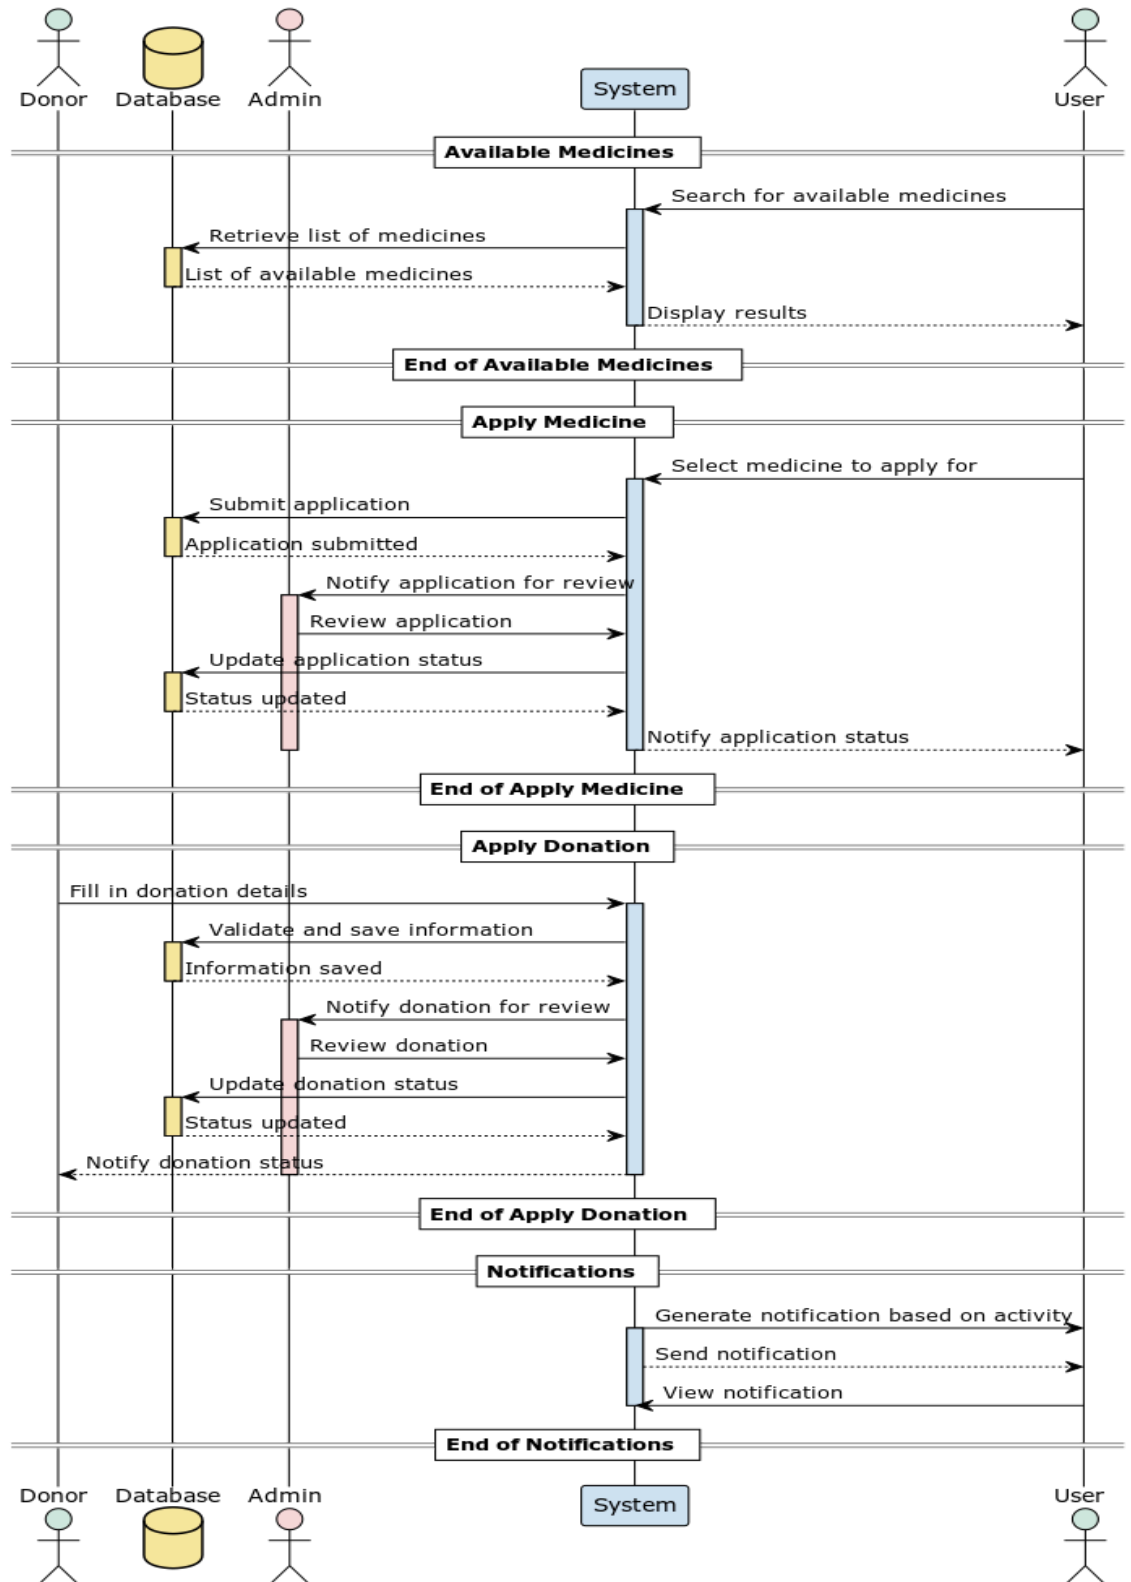 Donor
Database
Admin
System
User
Available Medicines
Search for available medicines
Retrieve list of medicines
List of available medicines
Display results
End of Available Medicines
Apply Medicine
Select medicine to apply for
Submit application
Application submitted
Notify application for review
Review application
Update application status
Status updated
Notify application status
End of Apply Medicine
Apply Donation
Fill in donation details
Validate and save information
Information saved
Notify donation for review
Review donation
Update donation status
Status updated
Notify donation status
End of Apply Donation
Notifications
Generate notification based on activity
Send notification
View notification
End of Notifications
Donor
Database
Admin
System
User